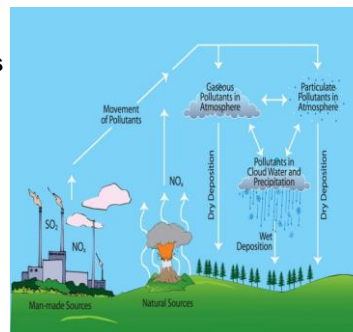 s
Gaseous
Pollutants in
Atmosphere
Particulate
Pollutants in
Atmosphere
Movement
of Pollutants
NOₓ
Pollutants in
Cloud Water and
Precipitation
Dry Deposition
Dry Deposition
SO₂
NOₓ
Wet
Deposition
Man-made Sources
Natural Sources